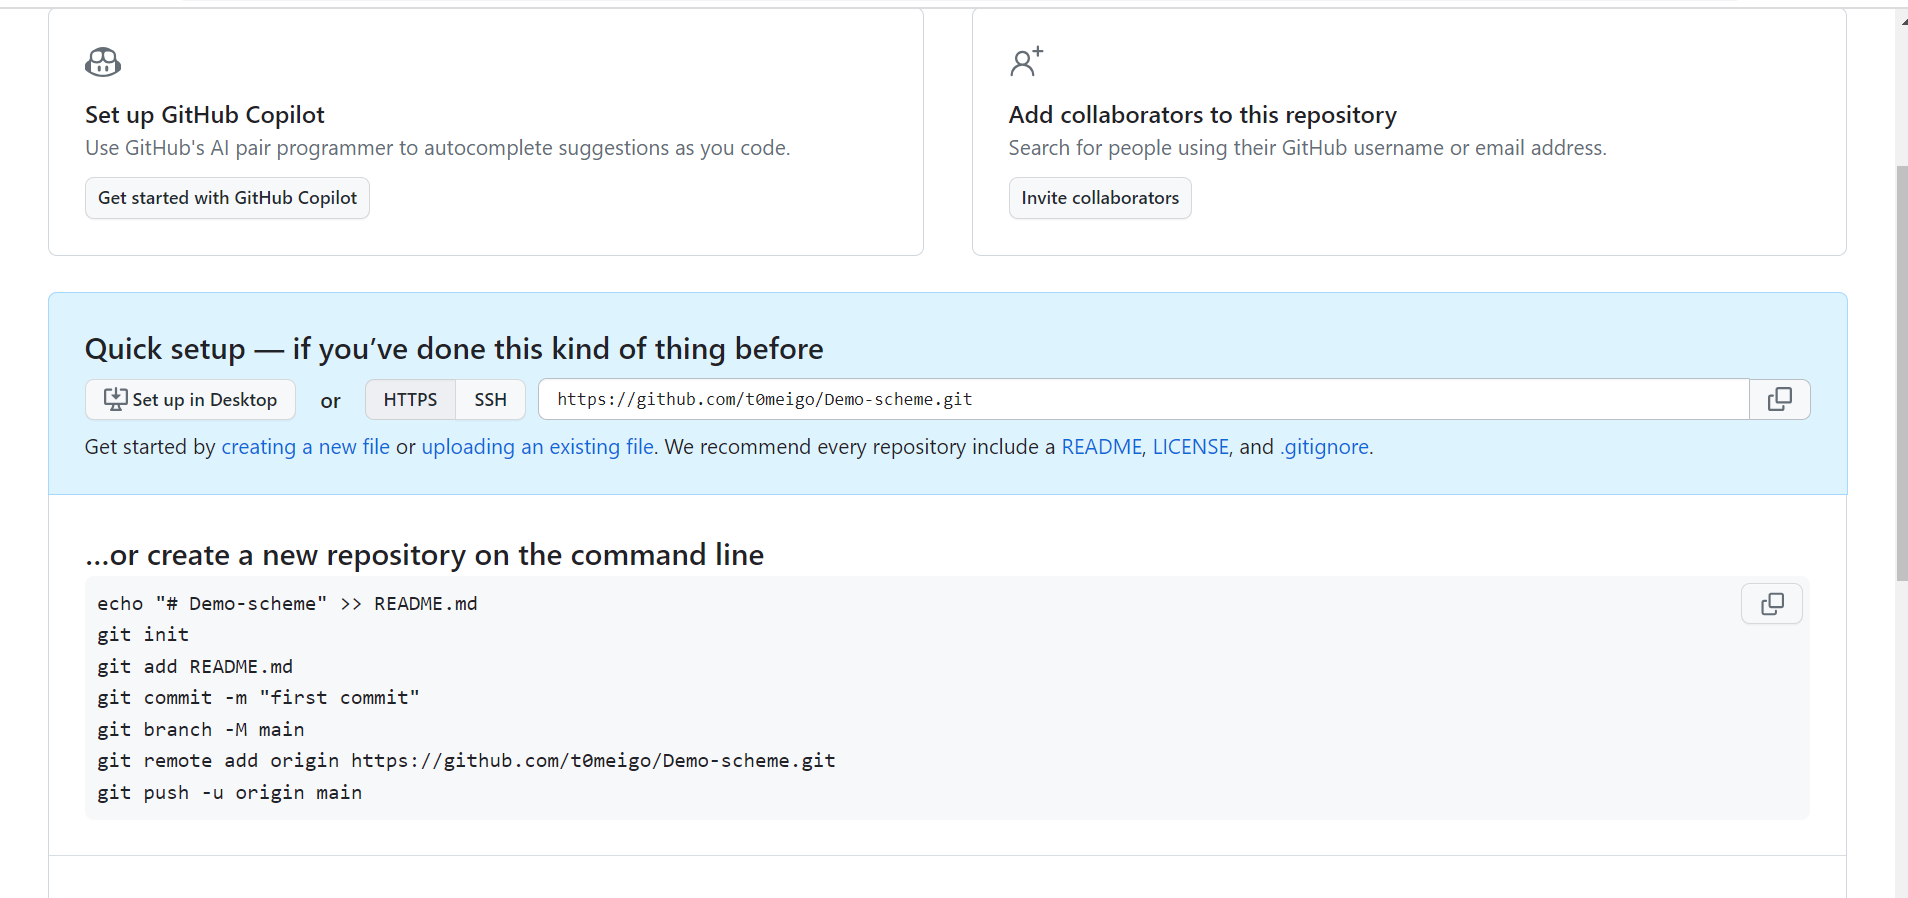 Set up GitHub Copilot
Use GitHub's AI pair programmer to autocomplete suggestions as you code.
Get started with GitHub Copilot
Add collaborators to this repository
Search for people using their GitHub username or email address.
Invite collaborators
Quick setup — if you’ve done this kind of thing before
Set up in Desktop or HTTPS SSH https://github.com/t0meigo/Demo-scheme.git
Get started by creating a new file or uploading an existing file. We recommend every repository include a README, LICENSE, and .gitignore.
…or create a new repository on the command line
echo "# Demo-scheme" >> README.md
git init
git add README.md
git commit -m "first commit"
git branch -M main
git remote add origin https://github.com/t0meigo/Demo-scheme.git
git push -u origin main